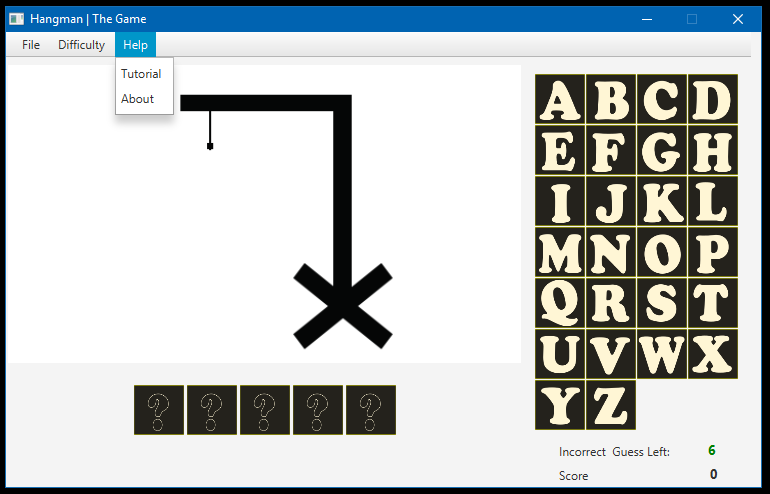 Hangman | The Game
File Difficulty Help
Tutorial
About
A B C D
E F G H
I J K L
M N O P
Q R S T
U V W X
Y Z
? ? ? ? ?
Incorrect Guess Left: 6
Score 0